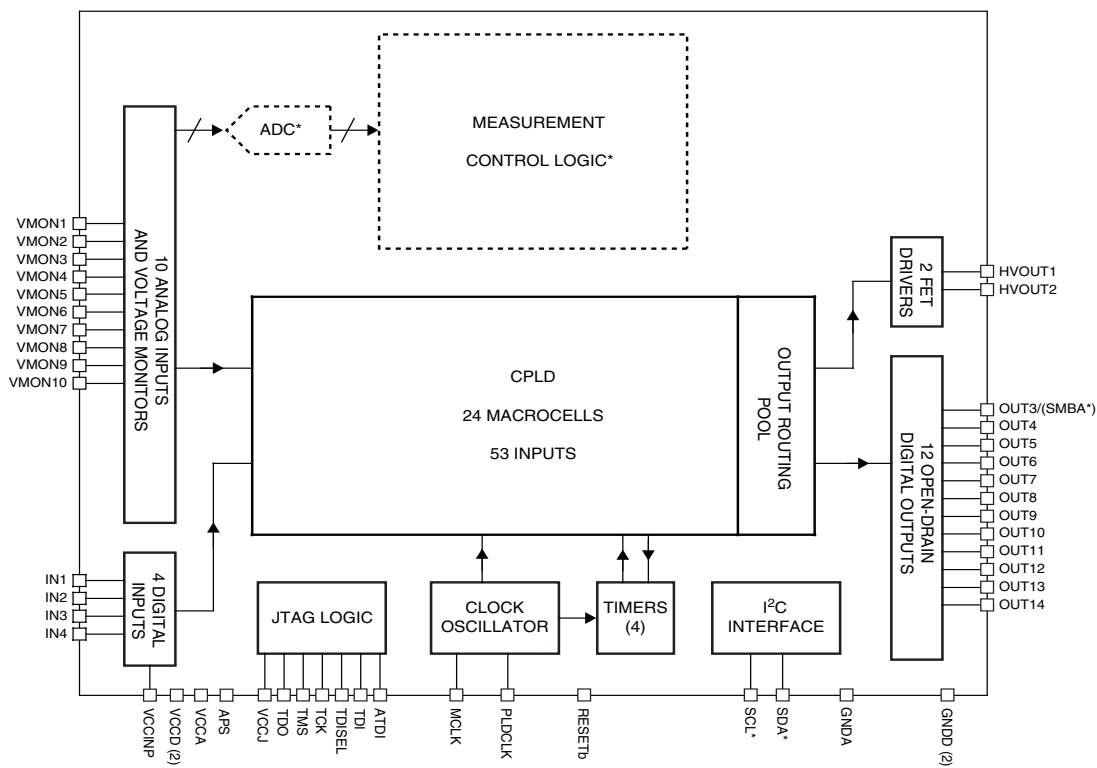 ADC*
MEASUREMENT
CONTROL LOGIC*
VMON1
VMON2
VMON3
VMON4
VMON5
VMON6
VMON7
VMON8
VMON9
VMON10
10 ANALOG INPUTS
AND VOLTAGE MONITORS
CPLD
24 MACROCELLS
53 INPUTS
OUTPUT ROUTING
POOL
2 FET
DRIVERS
HVOUT1
HVOUT2
12 OPEN-DRAIN
DIGITAL OUTPUTS
OUT3/(SMBA*)
OUT4
OUT5
OUT6
OUT7
OUT8
OUT9
OUT10
OUT11
OUT12
OUT13
OUT14
IN1
IN2
IN3
IN4
4 DIGITAL
INPUTS
JTAG LOGIC
CLOCK
OSCILLATOR
TIMERS
(4)
I²C
INTERFACE
VCCINP
VCCD (2)
VCCA
APS
VCCJ
TDO
TMS
TCK
TDISEL
TDI
ATDI
MCLK
PLDCLK
RESETb
SCL*
SDA*
GNDA
GNDD (2)